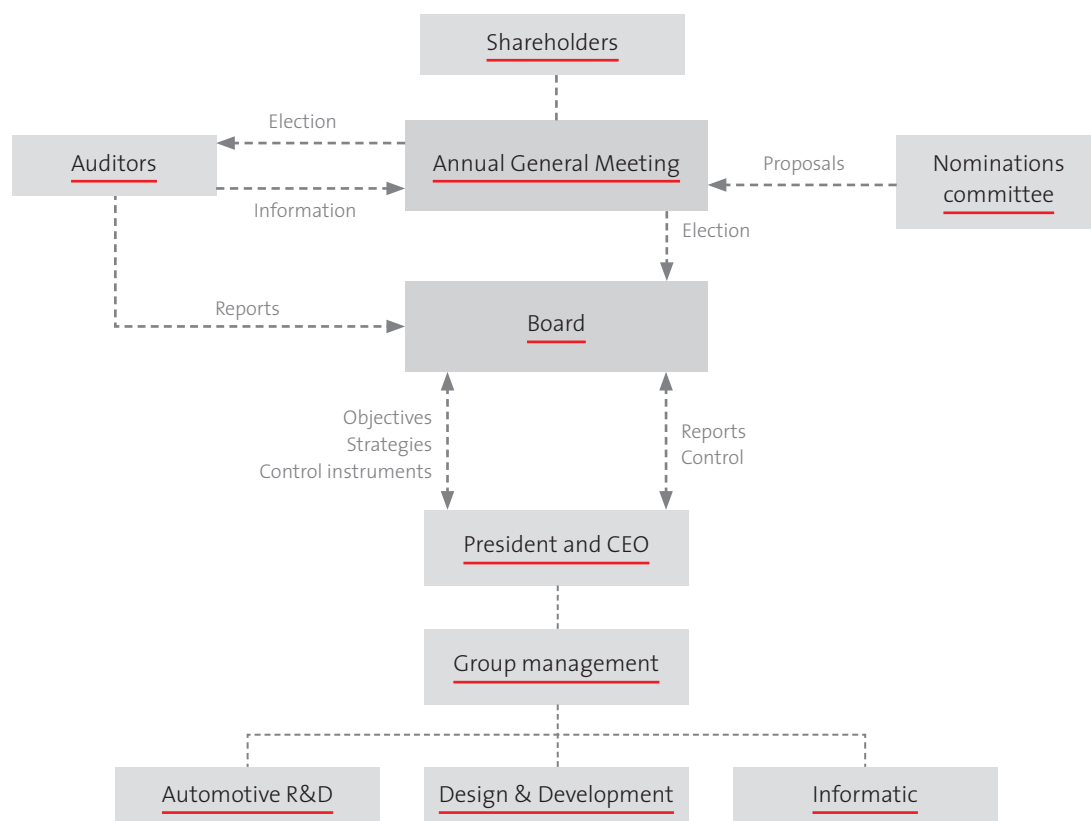 Shareholders
Election
Auditors
Annual General Meeting
Proposals
Nominations
committee
Information
Election
Reports
Board
Objectives
Strategies
Control instruments
Reports
Control
President and CEO
Group management
Automotive R&D
Design & Development
Informatic